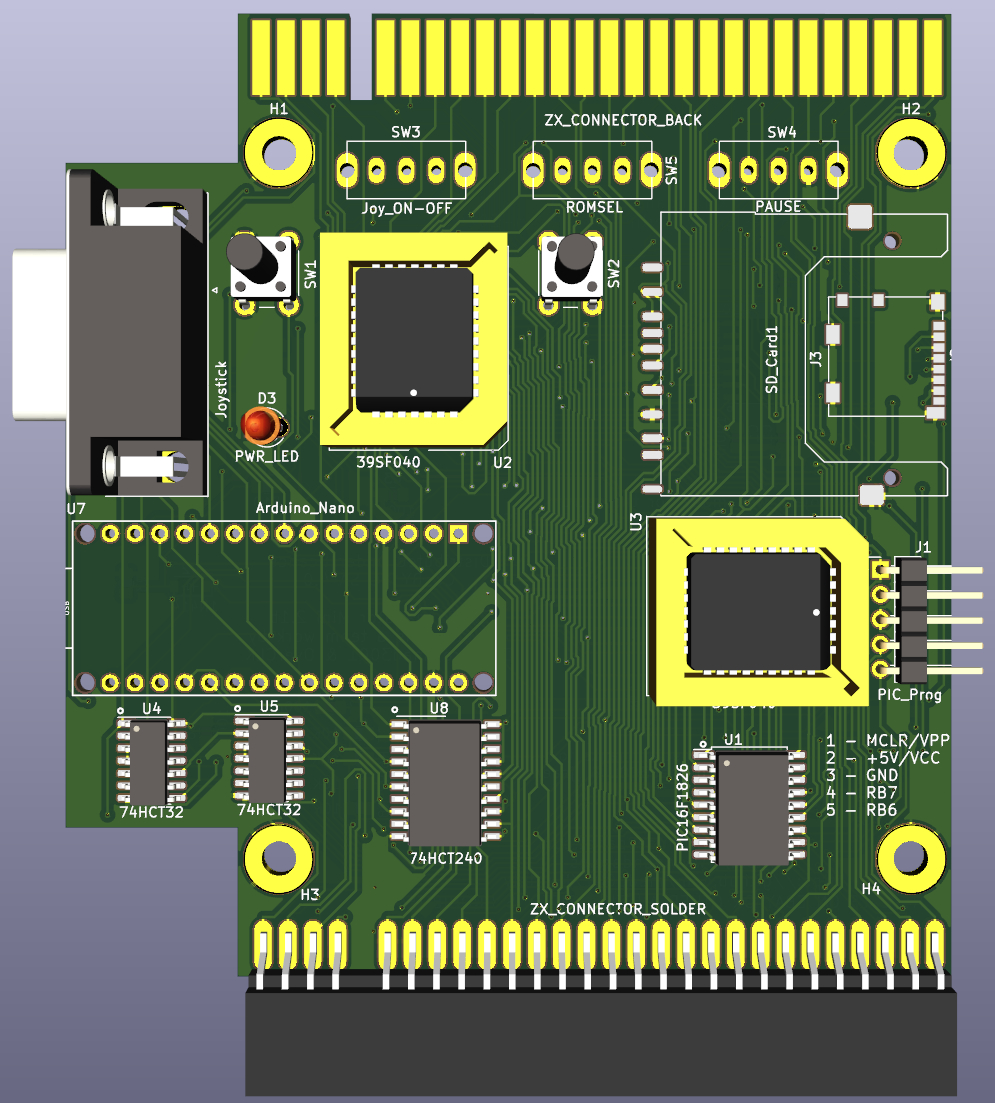 H1
H2
ZX_CONNECTOR_BACK
SW3
SW4
SW5
Joy_ON-OFF
ROMSEL
PAUSE
SW1
SW2
SD_Card1
J3
Joystick
D3
PWR_LED
39SF040
U2
U7
Arduino_Nano
U3
J1
USB
PIC_Prog
U4
U5
U8
U1
74HCT32
74HCT32
74HCT240
PIC16F1826
1 - MCLR/VPP
2 - +5V/VCC
3 - GND
4 - RB7
5 - RB6
H3
H4
ZX_CONNECTOR_SOLDER